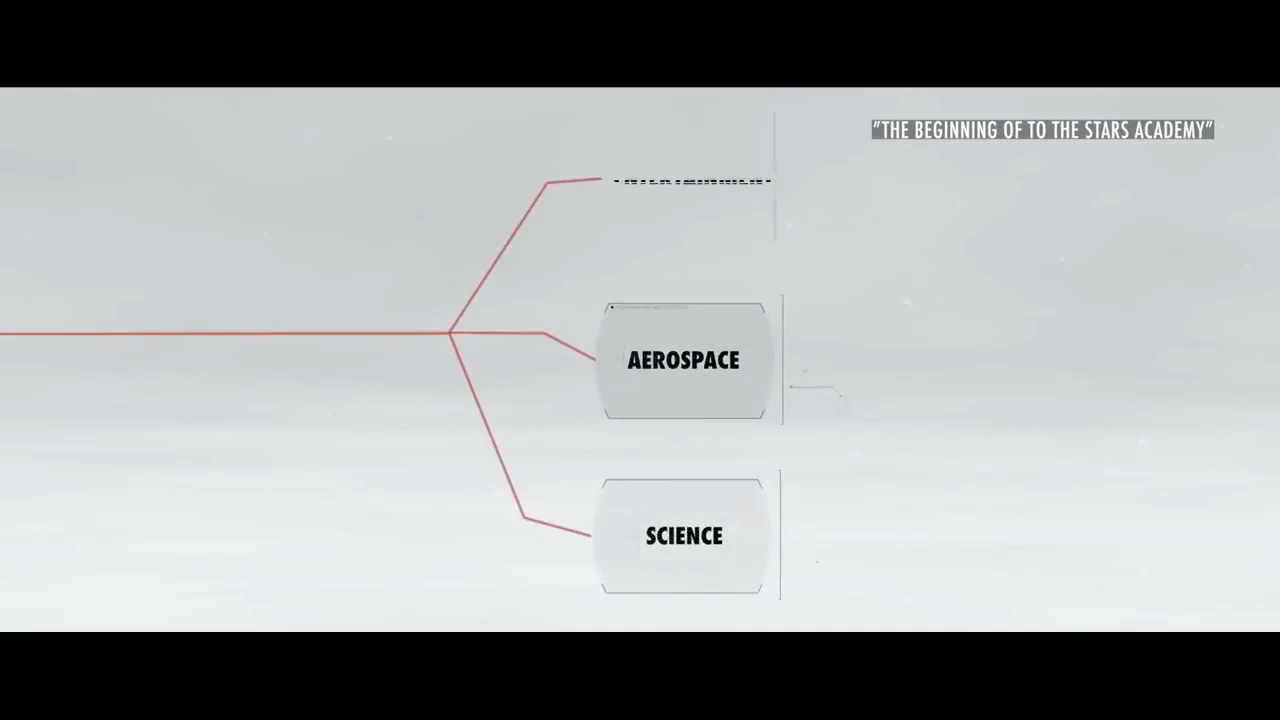 "THE BEGINNING OF TO THE STARS ACADEMY"
AEROSPACE
SCIENCE